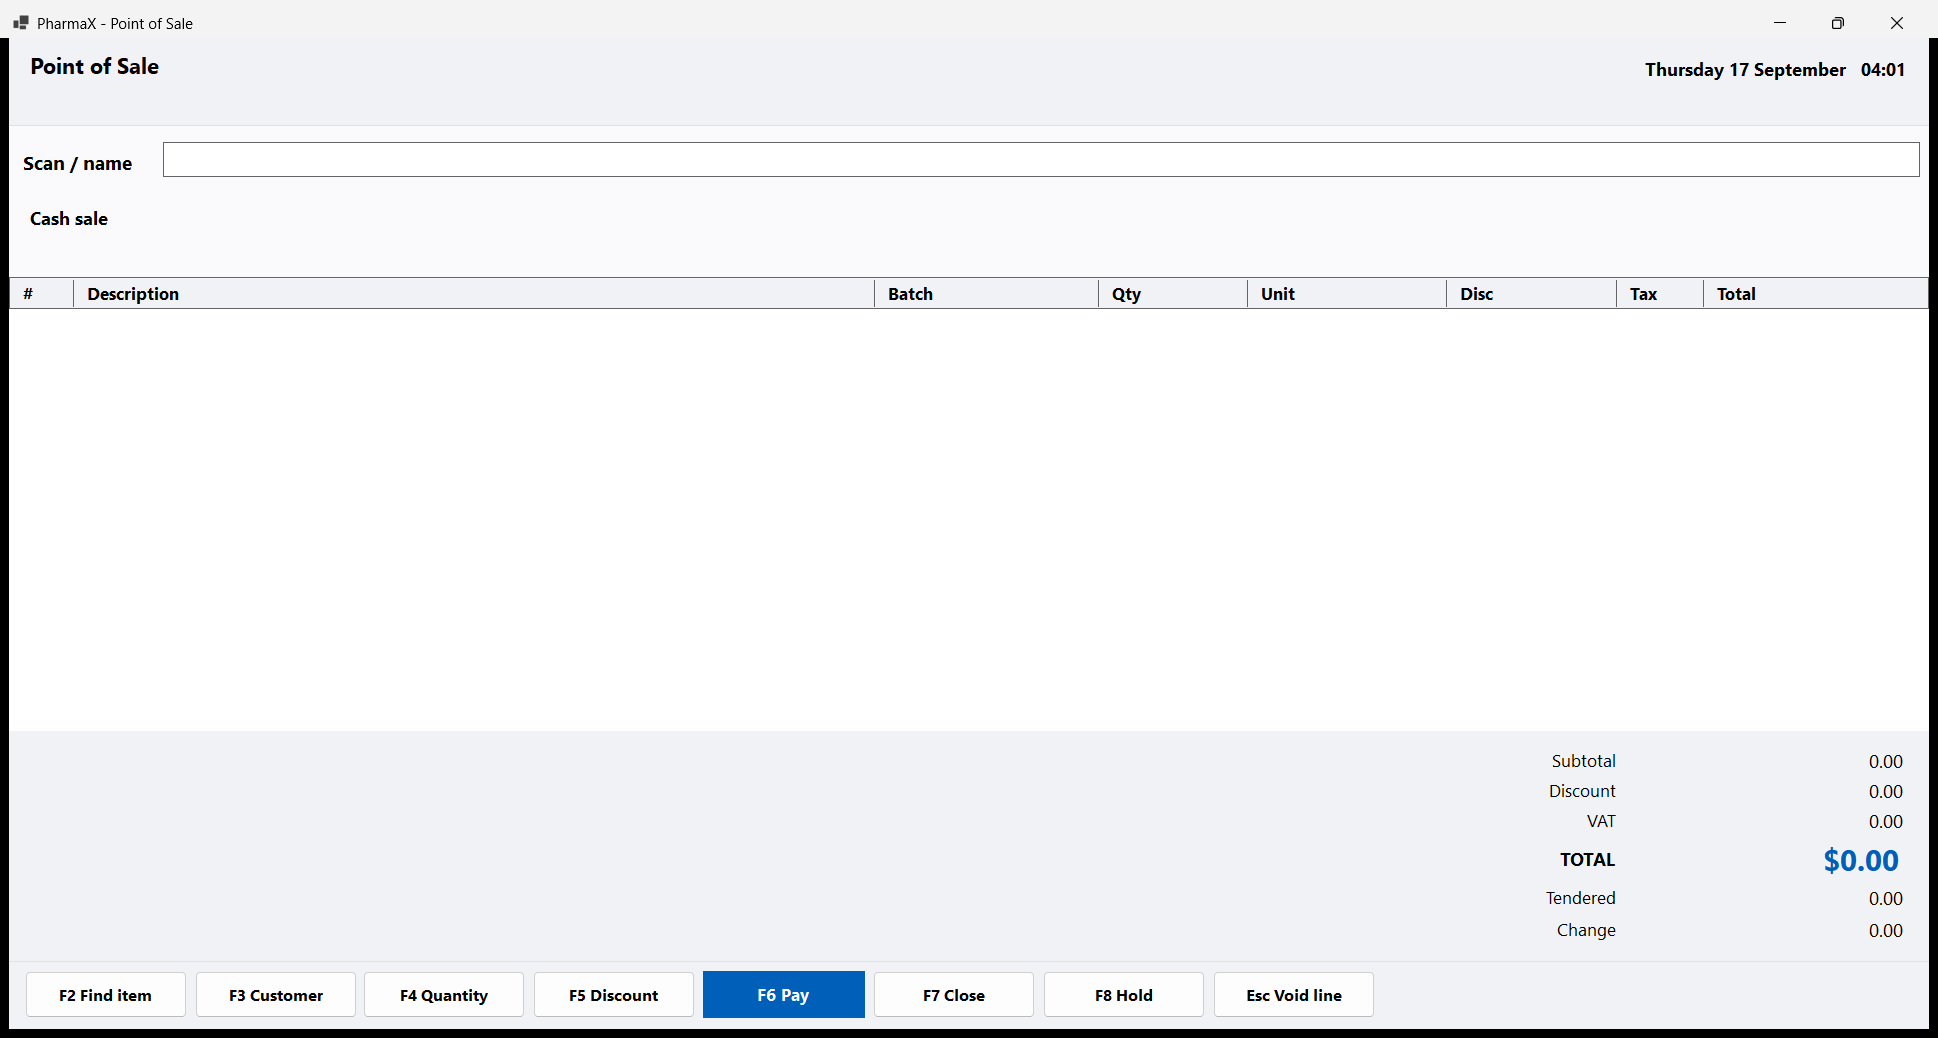 PharmaX - Point of Sale
Point of Sale
Thursday 17 September 04:01
Scan / name
Cash sale
# Description Batch Qty Unit Disc Tax Total
Subtotal 0.00
Discount 0.00
VAT 0.00
TOTAL $0.00
Tendered 0.00
Change 0.00
F2 Find item F3 Customer F4 Quantity F5 Discount F6 Pay F7 Close F8 Hold Esc Void line